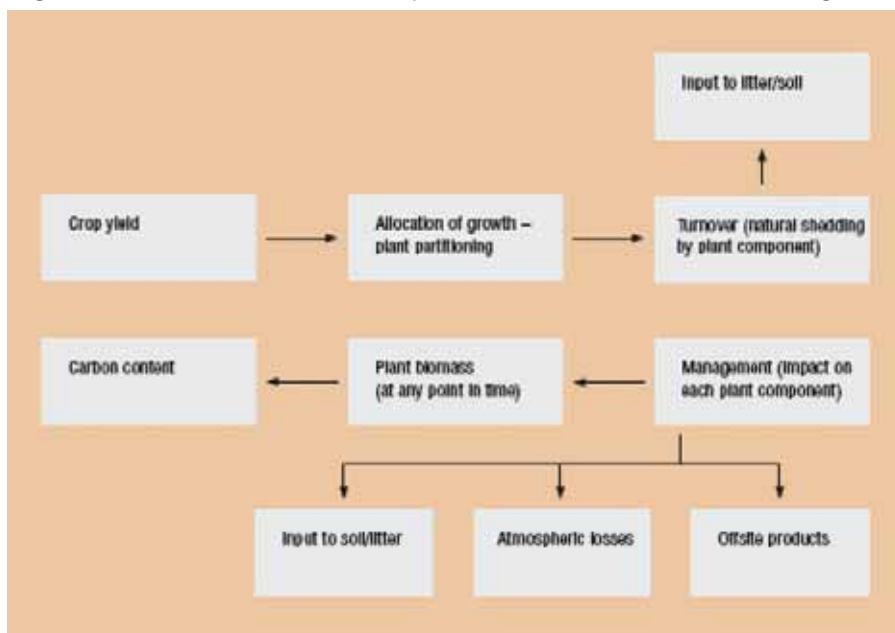 Input to litter/soil
Crop yield
Allocation of growth –
plant partitioning
Turnover (natural shedding
by plant component)
Carbon content
Plant biomass
(at any point in time)
Management (impact on
each plant component)
Input to soil/litter
Atmospheric losses
Offsite products